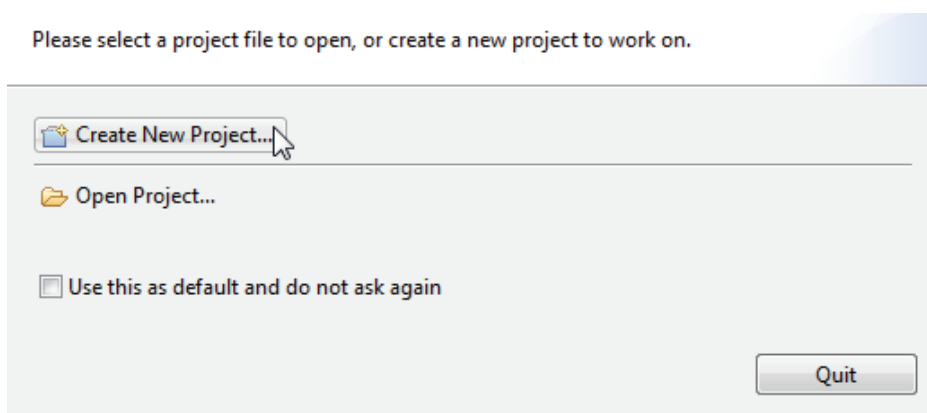 Please select a project file to open, or create a new project to work on.
Create New Project...
Open Project...
Use this as default and do not ask again
Quit